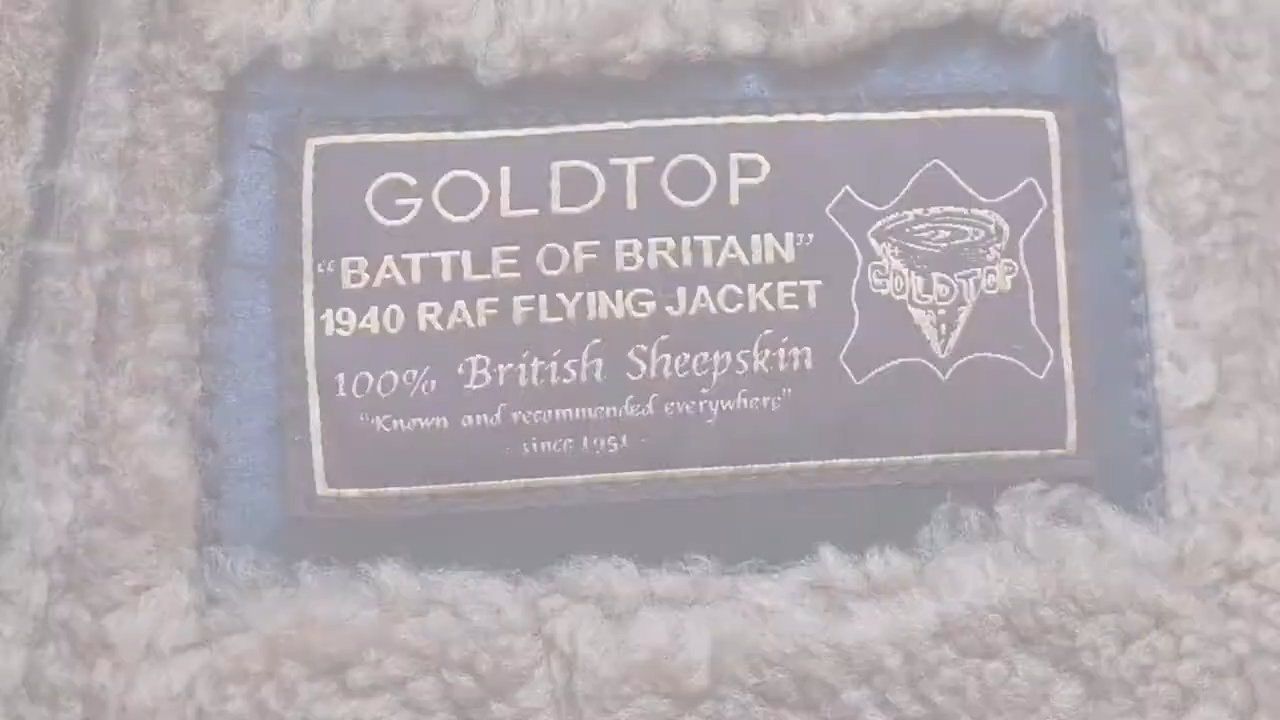 GOLDTOP
“BATTLE OF BRITAIN”
1940 RAF FLYING JACKET
100% British Sheepskin
“Known and recommended everywhere”
- since 1951 -
GOLDTOP